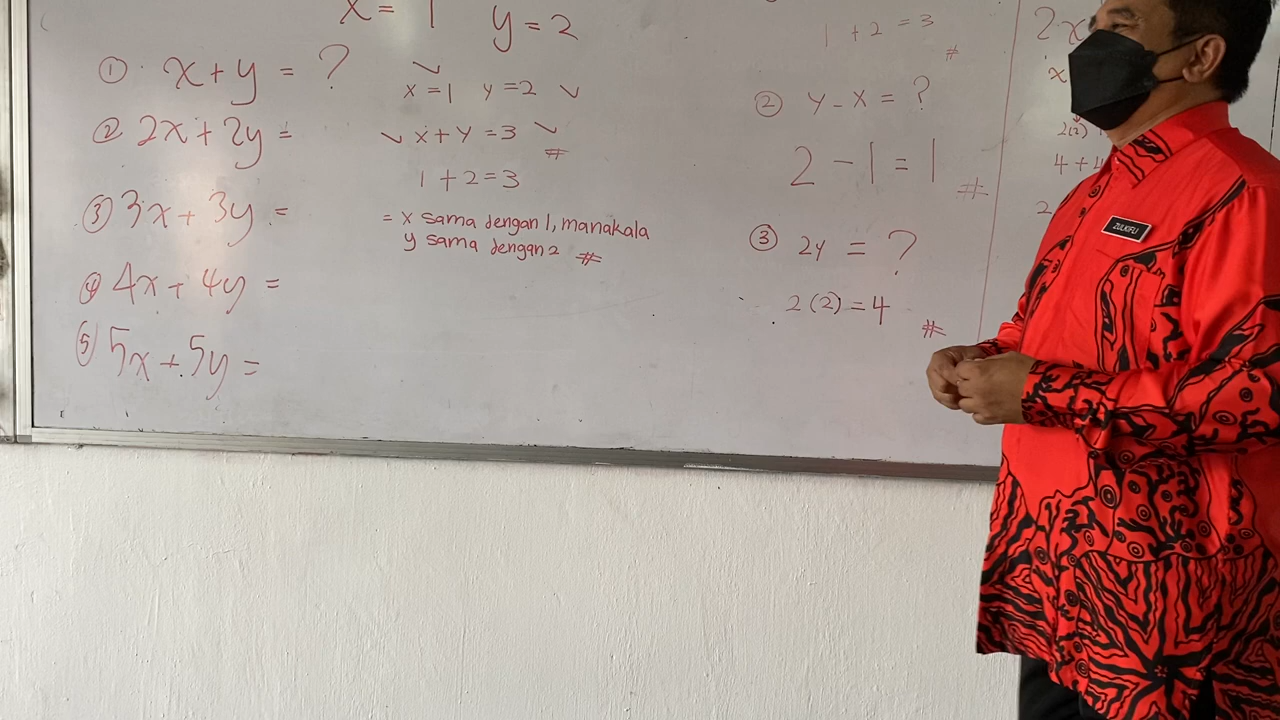 x = 1 y = 2
① x + y = ?
② 2x + 2y =
③ 3x + 3y =
④ 4x + 4y =
⑤ 5x + 5y =
x = 1 y = 2
x + y = 3 #
1 + 2 = 3
= x sama dengan 1, manakala
y sama dengan 2 #
1 + 2 = 3 #
② y - x = ?
2 - 1 = 1 #
③ 2y = ?
2(2) = 4 #
2x
x
2(2)
4 + 4
2
ZULKIFLI